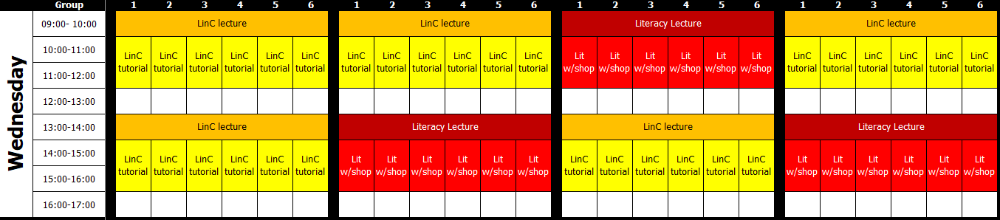 Group 1 2 3 4 5 6 1 2 3 4 5 6 1 2 3 4 5 6 1 2 3 4 5 6
Wednesday
09:00- 10:00 LinC lecture LinC lecture Literacy Lecture LinC lecture
10:00-11:00 LinC LinC LinC LinC LinC LinC LinC LinC LinC LinC LinC LinC Lit Lit Lit Lit Lit Lit LinC LinC LinC LinC LinC LinC
11:00-12:00 tutorial tutorial tutorial tutorial tutorial tutorial tutorial tutorial tutorial tutorial tutorial tutorial w/shop w/shop w/shop w/shop w/shop w/shop tutorial tutorial tutorial tutorial tutorial tutorial
12:00-13:00
13:00-14:00 LinC lecture Literacy Lecture LinC lecture Literacy Lecture
14:00-15:00 LinC LinC LinC LinC LinC LinC Lit Lit Lit Lit Lit Lit LinC LinC LinC LinC LinC LinC Lit Lit Lit Lit Lit Lit
15:00-16:00 tutorial tutorial tutorial tutorial tutorial tutorial w/shop w/shop w/shop w/shop w/shop w/shop tutorial tutorial tutorial tutorial tutorial tutorial w/shop w/shop w/shop w/shop w/shop w/shop
16:00-17:00